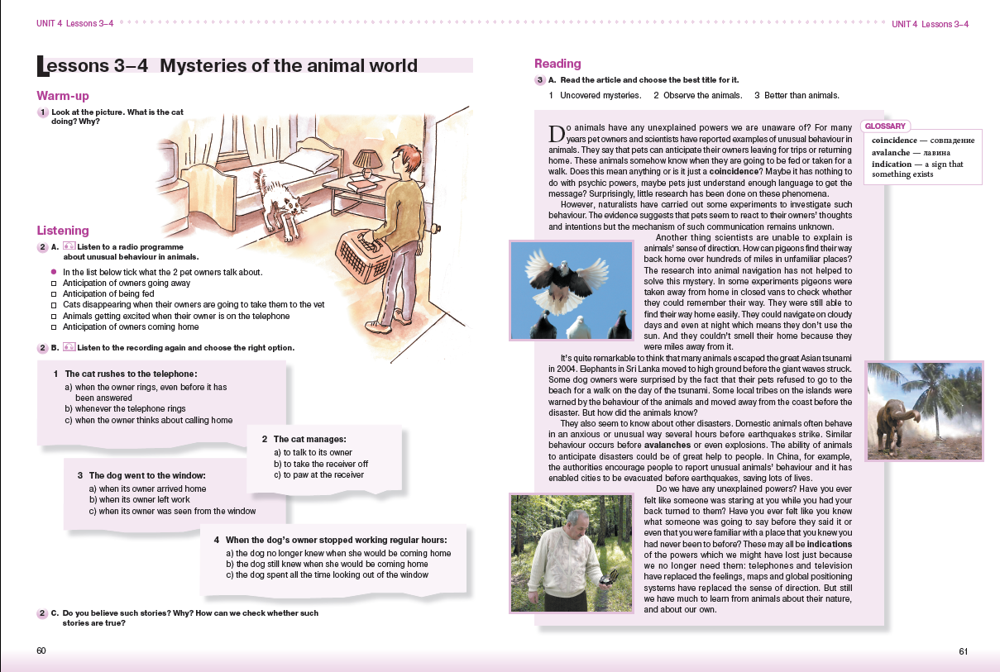 UNIT 4 Lessons 3–4
Lessons 3–4 Mysteries of the animal world
Warm-up
1 Look at the picture. What is the cat
doing? Why?
Listening
2 A. Listen to a radio programme
about unusual behaviour in animals.
● In the list below tick what the 2 pet owners talk about.
□ Anticipation of owners going away
□ Anticipation of being fed
□ Cats disappearing when their owners are going to take them to the vet
□ Animals getting excited when their owner is on the telephone
□ Anticipation of owners coming home
2 B. Listen to the recording again and choose the right option.
1 The cat rushes to the telephone:
a) when the owner rings, even before it has
been answered
b) whenever the telephone rings
c) when the owner thinks about calling home
2 The cat manages:
a) to talk to its owner
b) to take the receiver off
c) to paw at the receiver
3 The dog went to the window:
a) when its owner arrived home
b) when its owner left work
c) when its owner was seen from the window
4 When the dog's owner stopped working regular hours:
a) the dog no longer knew when she would be coming home
b) the dog still knew when she would be coming home
c) the dog spent all the time looking out of the window
2 C. Do you believe such stories? Why? How can we check whether such
stories are true?
60
UNIT 4 Lessons 3–4
Reading
3 A. Read the article and choose the best title for it.
1 Uncovered mysteries. 2 Observe the animals. 3 Better than animals.
Do animals have any unexplained powers we are unaware of? For many
years pet owners and scientists have reported examples of unusual behaviour in
animals. They say that pets can anticipate their owners leaving for trips or returning
home. These animals somehow know when they are going to be fed or taken for a
walk. Does this mean anything or is it just a coincidence? Maybe it has nothing to
do with psychic powers, maybe pets just understand enough language to get the
message? Surprisingly, little research has been done on these phenomena.
However, naturalists have carried out some experiments to investigate such
behaviour. The evidence suggests that pets seem to react to their owners' thoughts
and intentions but the mechanism of such communication remains unknown.
Another thing scientists are unable to explain is
animals' sense of direction. How can pigeons find their way
back home over hundreds of miles in unfamiliar places?
The research into animal navigation has not helped to
solve this mystery. In some experiments pigeons were
taken away from home in closed vans to check whether
they could remember their way. They were still able to
find their way home easily. They could navigate on cloudy
days and even at night which means they don't use the
sun. And they couldn't smell their home because they
were miles away from it.
It's quite remarkable to think that many animals escaped the great Asian tsunami
in 2004. Elephants in Sri Lanka moved to high ground before the giant waves struck.
Some dog owners were surprised by the fact that their pets refused to go to the
beach for a walk on the day of the tsunami. Some local tribes on the islands were
warned by the behaviour of the animals and moved away from the coast before the
disaster. But how did the animals know?
They also seem to know about other disasters. Domestic animals often behave
in an anxious or unusual way several hours before earthquakes strike. Similar
behaviour occurs before avalanches or even explosions. The ability of animals
to anticipate disasters could be of great help to people. In China, for example,
the authorities encourage people to report unusual animals' behaviour and it has
enabled cities to be evacuated before earthquakes, saving lots of lives.
Do we have any unexplained powers? Have you ever
felt like someone was staring at you while you had your
back turned to them? Have you ever felt like you knew
what someone was going to say before they said it or
even that you were familiar with a place that you knew you
had never been to before? These may all be indications
of the powers which we might have lost just because
we no longer need them: telephones and television
have replaced the feelings, maps and global positioning
systems have replaced the sense of direction. But still
we have much to learn from animals about their nature,
and about our own.
GLOSSARY
coincidence — совпадение
avalanche — лавина
indication — a sign that
something exists
61